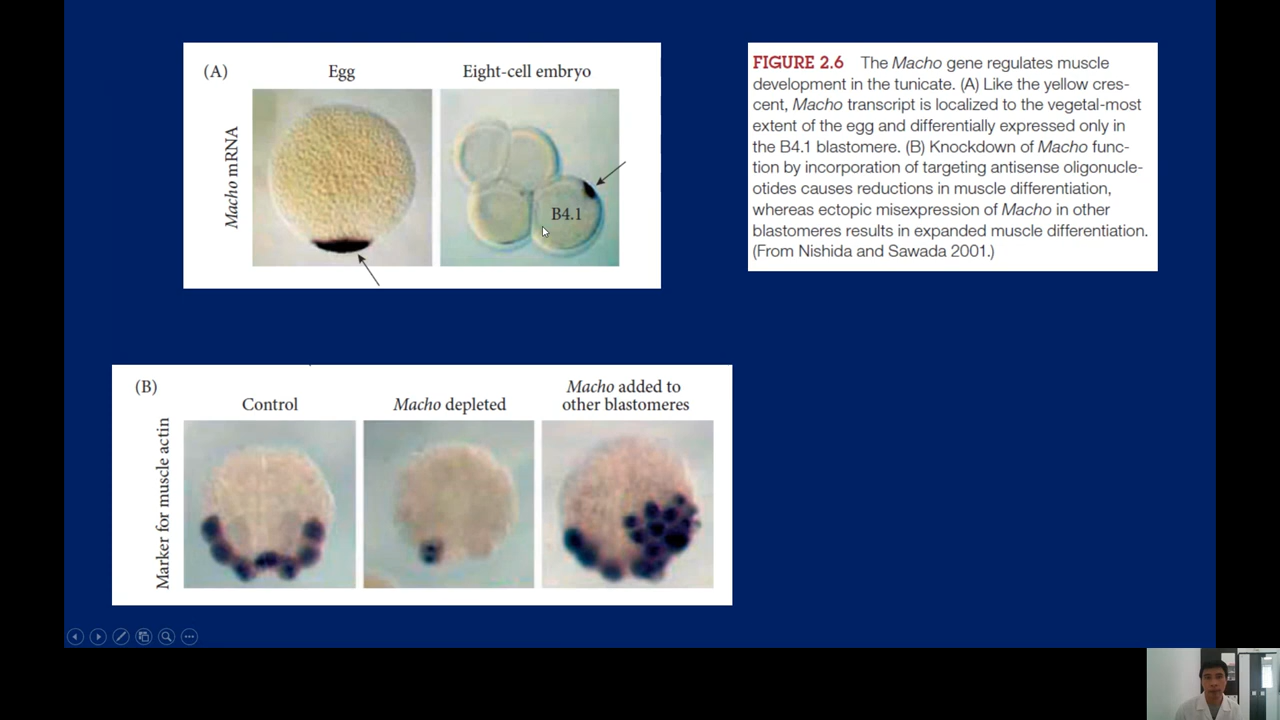 (A)
Egg
Eight-cell embryo
Macho mRNA
B4.1
FIGURE 2.6 The Macho gene regulates muscle
development in the tunicate. (A) Like the yellow cres-
cent, Macho transcript is localized to the vegetal-most
extent of the egg and differentially expressed only in
the B4.1 blastomere. (B) Knockdown of Macho func-
tion by incorporation of targeting antisense oligonucle-
otides causes reductions in muscle differentiation,
whereas ectopic misexpression of Macho in other
blastomeres results in expanded muscle differentiation.
(From Nishida and Sawada 2001.)
(B)
Control
Macho depleted
Macho added to
other blastomeres
Marker for muscle actin